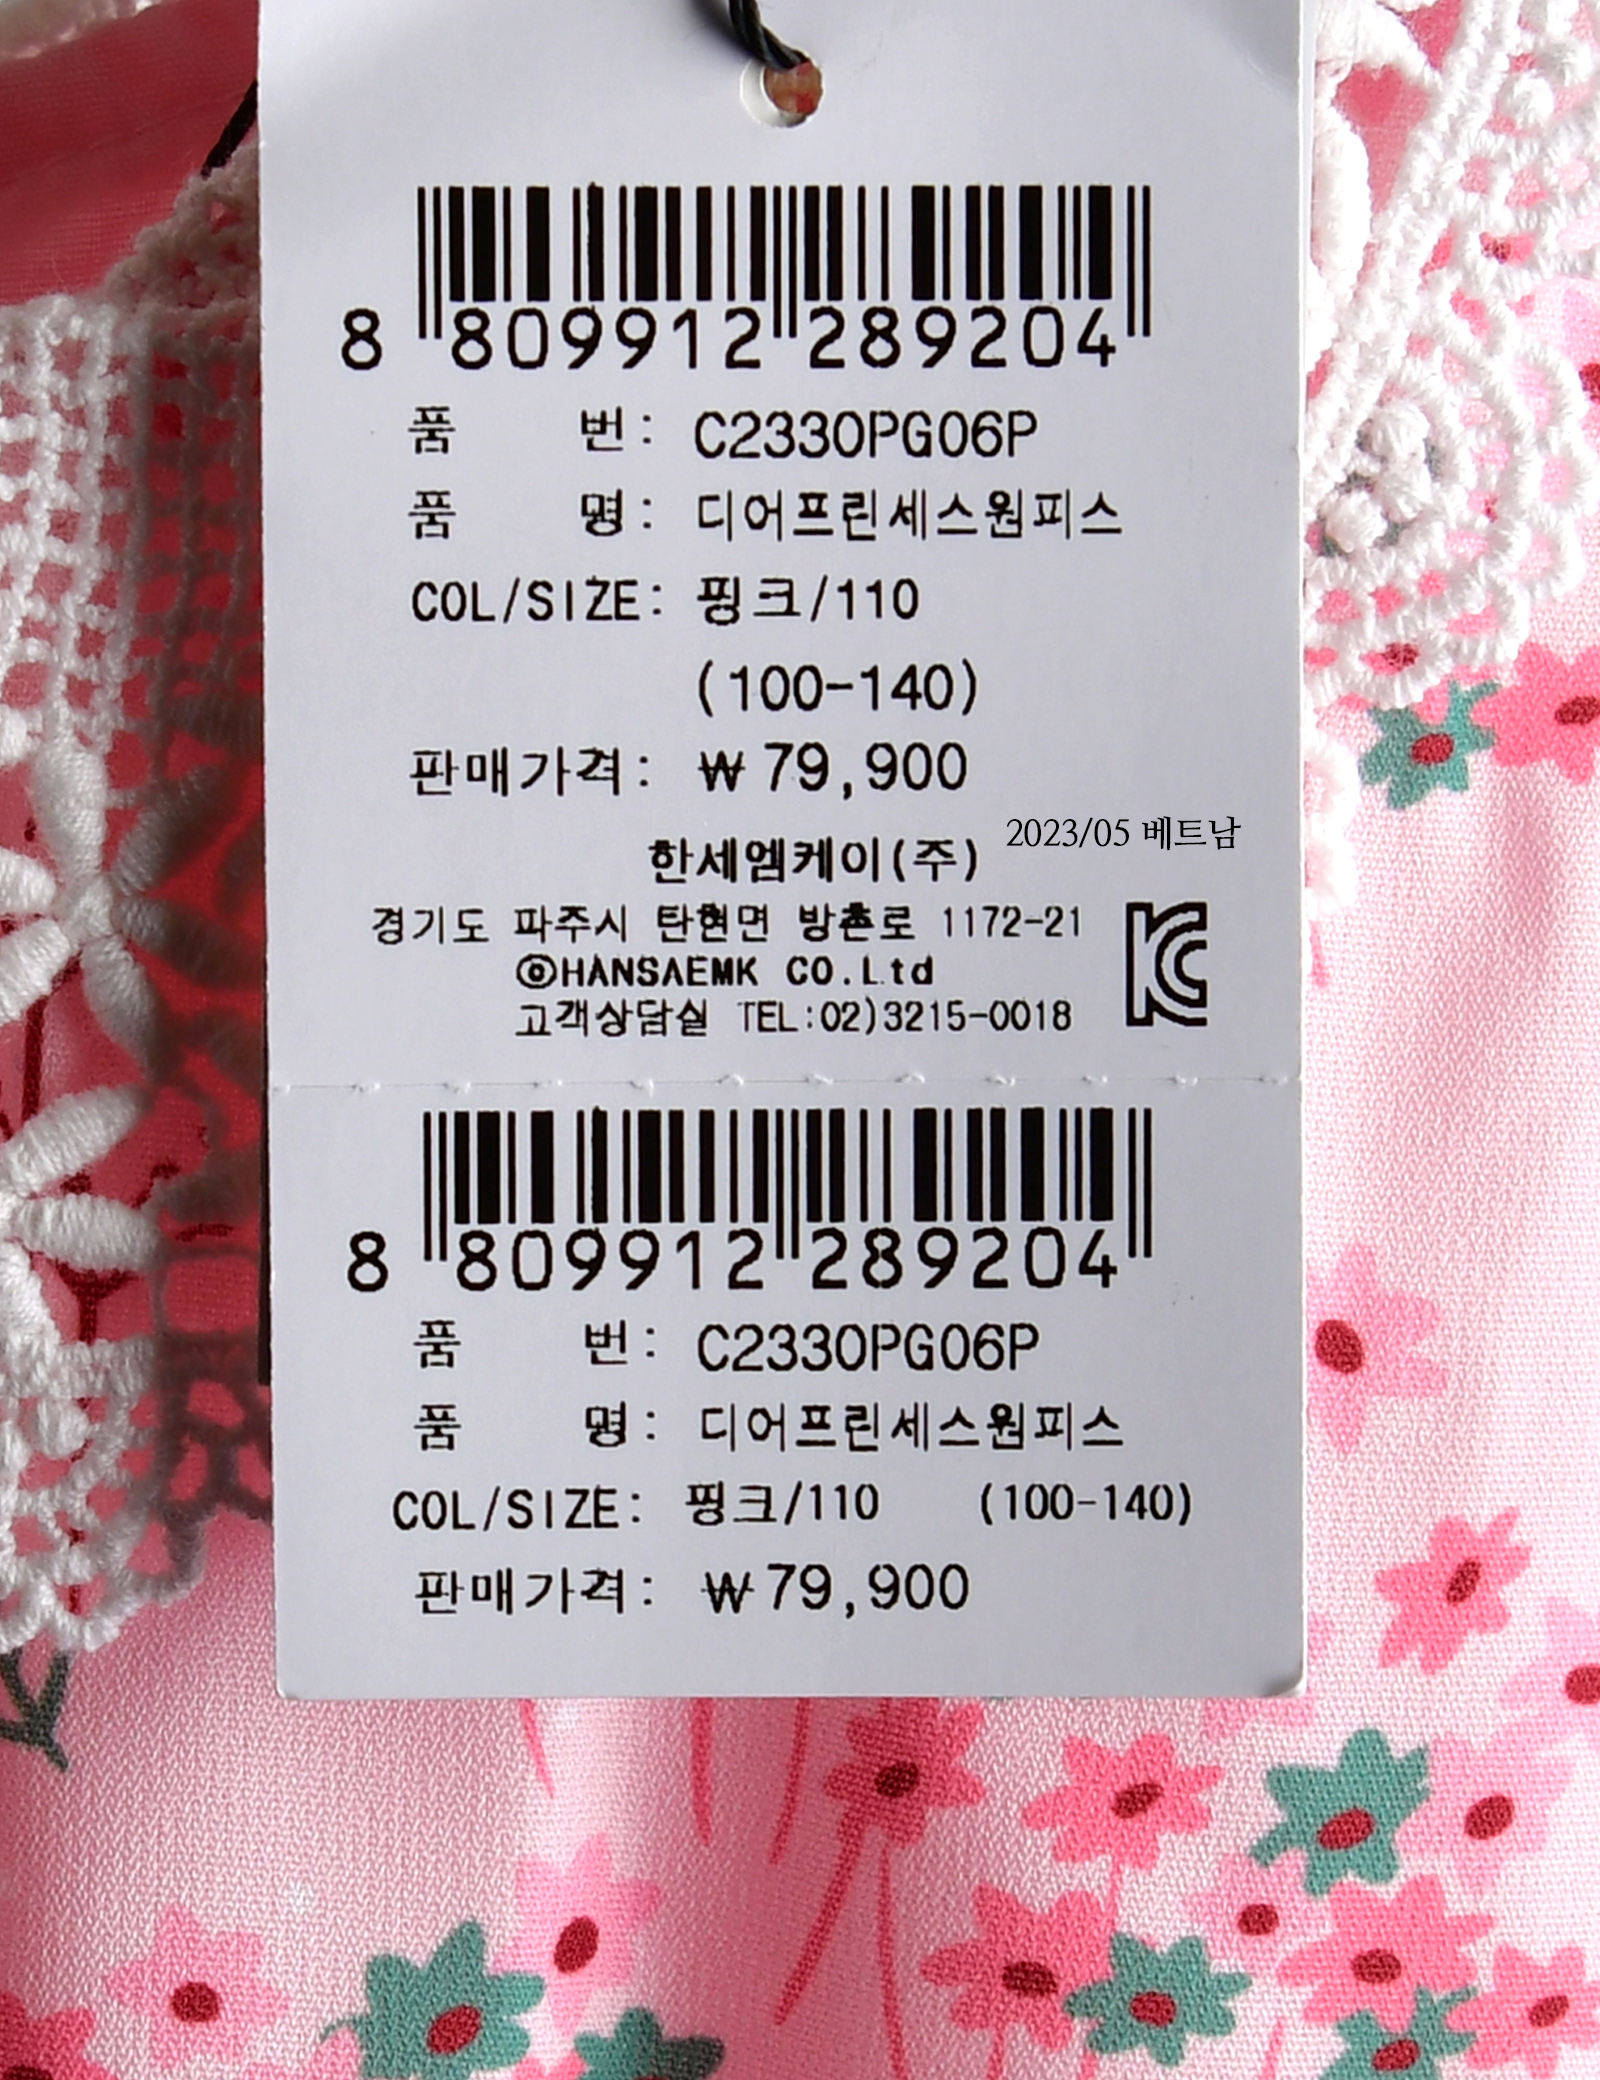 8 809912 289204
품 번: C2330PG06P
품 명: 디어프린세스원피스
COL/SIZE: 핑크/110
(100-140)
판매가격: ₩79,900
2023/05 베트남
한세엠케이(주)
경기도 파주시 탄현면 방촌로 1172-21
ⓒHANSAEMK CO.Ltd
고객상담실 TEL:02)3215-0018
KC
8 809912 289204
품 번: C2330PG06P
품 명: 디어프린세스원피스
COL/SIZE: 핑크/110 (100-140)
판매가격: ₩79,900